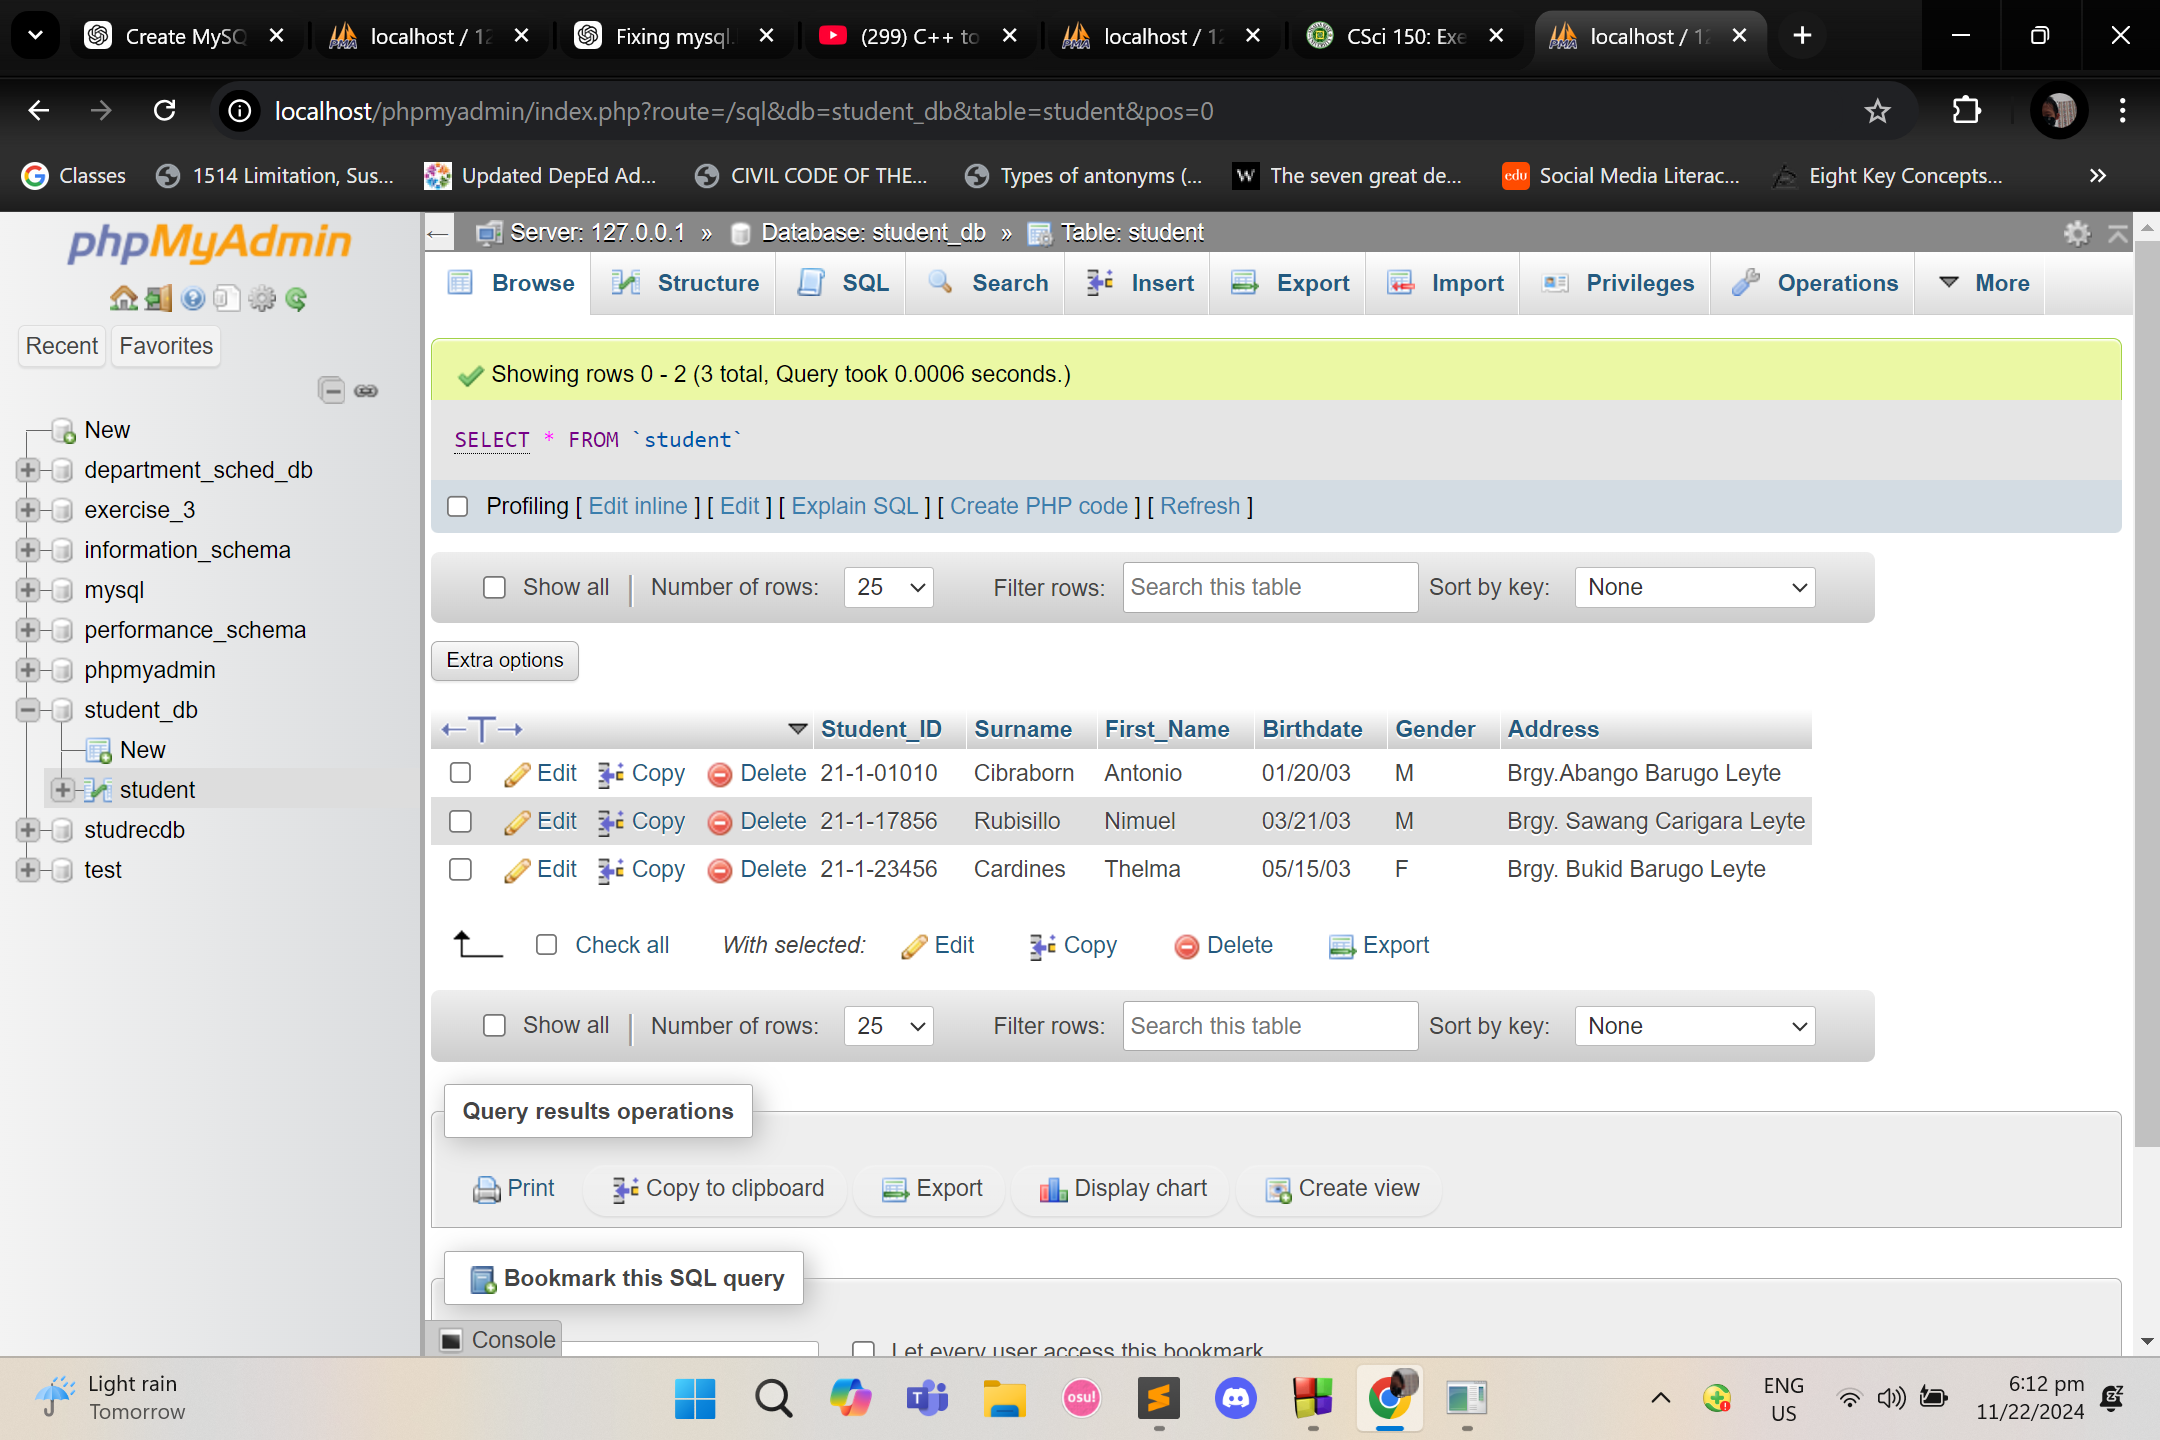 Create MySQ
localhost / 12
Fixing mysql.
(299) C++ to
localhost / 12
CSci 150: Exe
localhost / 12
localhost/phpmyadmin/index.php?route=/sql&db=student_db&table=student&pos=0
Classes
1514 Limitation, Sus...
Updated DepEd Ad...
CIVIL CODE OF THE...
Types of antonyms (...
W The seven great de...
edu Social Media Literac...
Eight Key Concepts...
phpMyAdmin
Recent Favorites
New
department_sched_db
exercise_3
information_schema
mysql
performance_schema
phpmyadmin
student_db
New
student
studrecdb
test
Server: 127.0.0.1 » Database: student_db » Table: student
Browse Structure SQL Search Insert Export Import Privileges Operations More
Showing rows 0 - 2 (3 total, Query took 0.0006 seconds.)
SELECT * FROM `student`
Profiling [ Edit inline ] [ Edit ] [ Explain SQL ] [ Create PHP code ] [ Refresh ]
Show all | Number of rows: 25 Filter rows: Search this table Sort by key: None
Extra options
←T→ Student_ID Surname First_Name Birthdate Gender Address
Edit Copy Delete 21-1-01010 Cibraborn Antonio 01/20/03 M Brgy.Abango Barugo Leyte
Edit Copy Delete 21-1-17856 Rubisillo Nimuel 03/21/03 M Brgy. Sawang Carigara Leyte
Edit Copy Delete 21-1-23456 Cardines Thelma 05/15/03 F Brgy. Bukid Barugo Leyte
Check all With selected: Edit Copy Delete Export
Show all | Number of rows: 25 Filter rows: Search this table Sort by key: None
Query results operations
Print Copy to clipboard Export Display chart Create view
Bookmark this SQL query
Console
Let every user access this bookmark
Light rain
Tomorrow
osu!
ENG
US
6:12 pm
11/22/2024